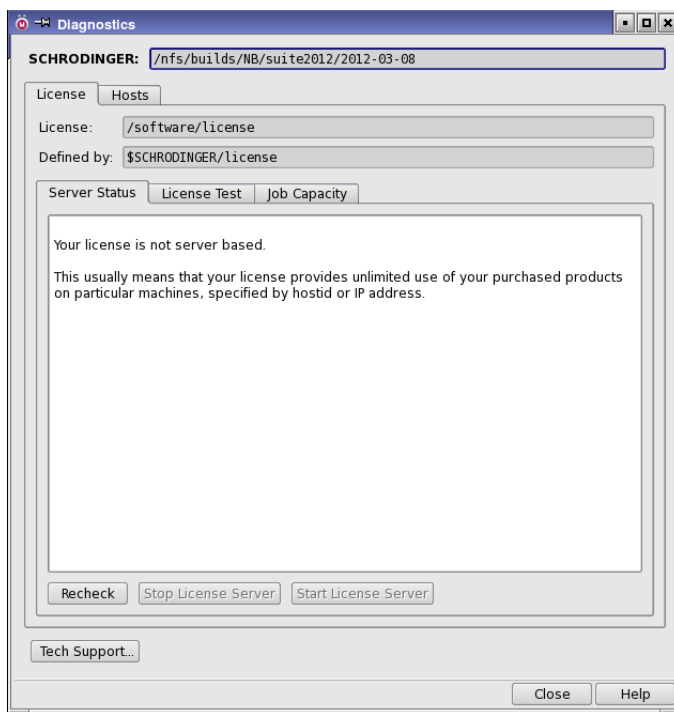 Diagnostics
SCHRODINGER: /nfs/builds/NB/suite2012/2012-03-08
License Hosts
License: /software/license
Defined by: $SCHRODINGER/license
Server Status License Test Job Capacity
Your license is not server based.
This usually means that your license provides unlimited use of your purchased products
on particular machines, specified by hostid or IP address.
Recheck Stop License Server Start License Server
Tech Support...
Close Help